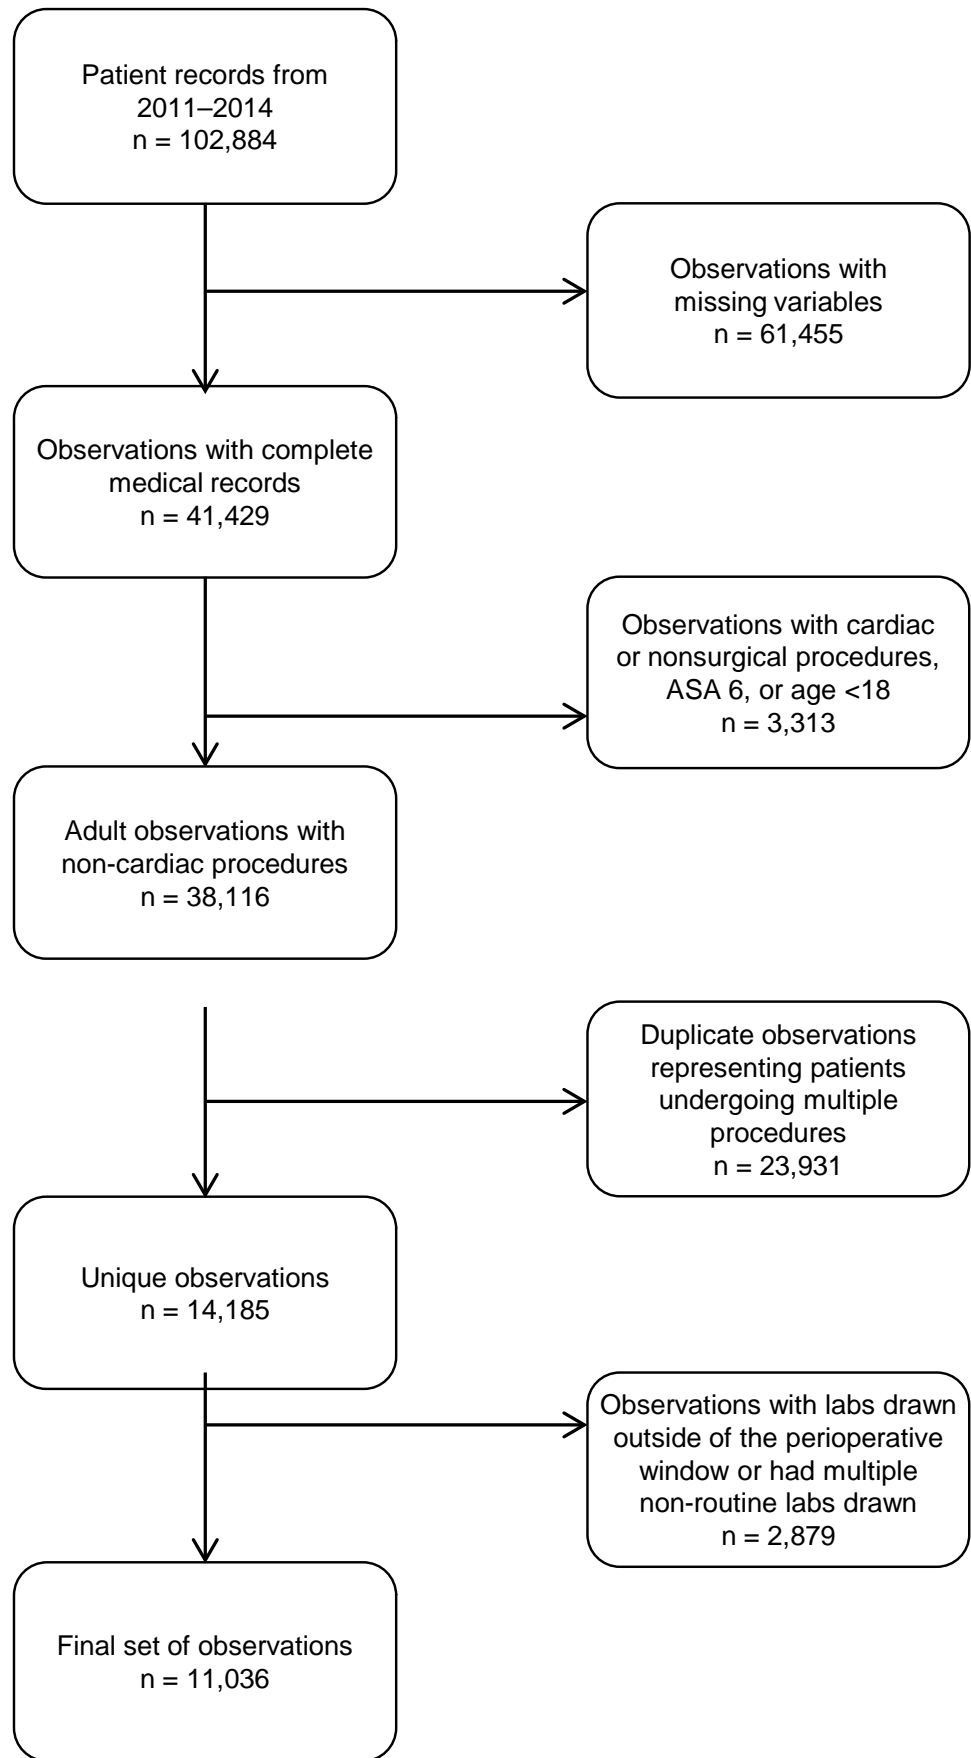 Patient records from
2011–2014
n = 102,884
Observations with
missing variables
n = 61,455
Observations with complete
medical records
n = 41,429
Observations with cardiac
or nonsurgical procedures,
ASA 6, or age <18
n = 3,313
Adult observations with
non-cardiac procedures
n = 38,116
Duplicate observations
representing patients
undergoing multiple
procedures
n = 23,931
Unique observations
n = 14,185
Observations with labs drawn
outside of the perioperative
window or had multiple
non-routine labs drawn
n = 2,879
Final set of observations
n = 11,036